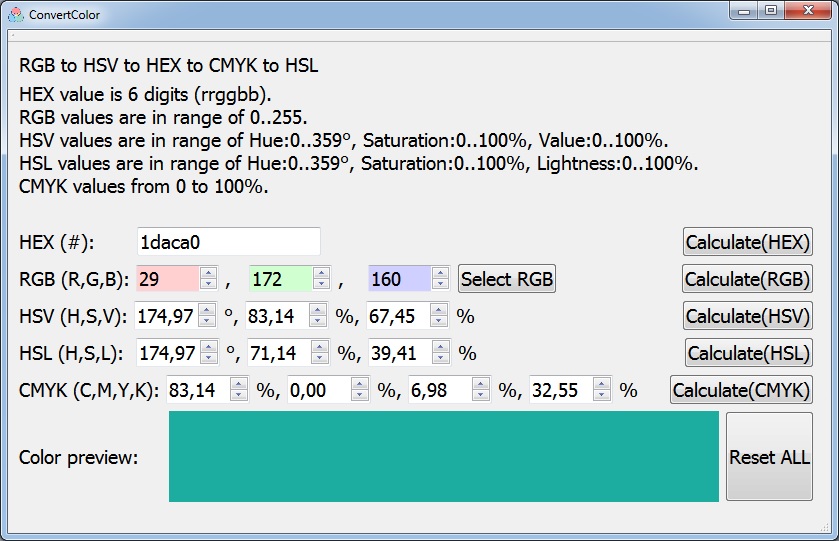 ConvertColor
RGB to HSV to HEX to CMYK to HSL
HEX value is 6 digits (rrggbb).
RGB values are in range of 0..255.
HSV values are in range of Hue:0..359º, Saturation:0..100%, Value:0..100%.
HSL values are in range of Hue:0..359º, Saturation:0..100%, Lightness:0..100%.
CMYK values from 0 to 100%.
HEX (#): 1daca0 Calculate(HEX)
RGB (R,G,B): 29 , 172 , 160 Select RGB Calculate(RGB)
HSV (H,S,V): 174,97 º, 83,14 %, 67,45 % Calculate(HSV)
HSL (H,S,L): 174,97 º, 71,14 %, 39,41 % Calculate(HSL)
CMYK (C,M,Y,K): 83,14 %, 0,00 %, 6,98 %, 32,55 % Calculate(CMYK)
Color preview: Reset ALL